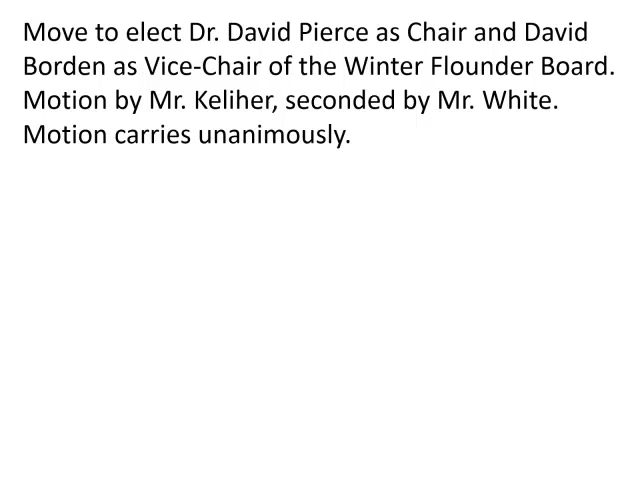 Move to elect Dr. David Pierce as Chair and David
Borden as Vice-Chair of the Winter Flounder Board.
Motion by Mr. Keliher, seconded by Mr. White.
Motion carries unanimously.